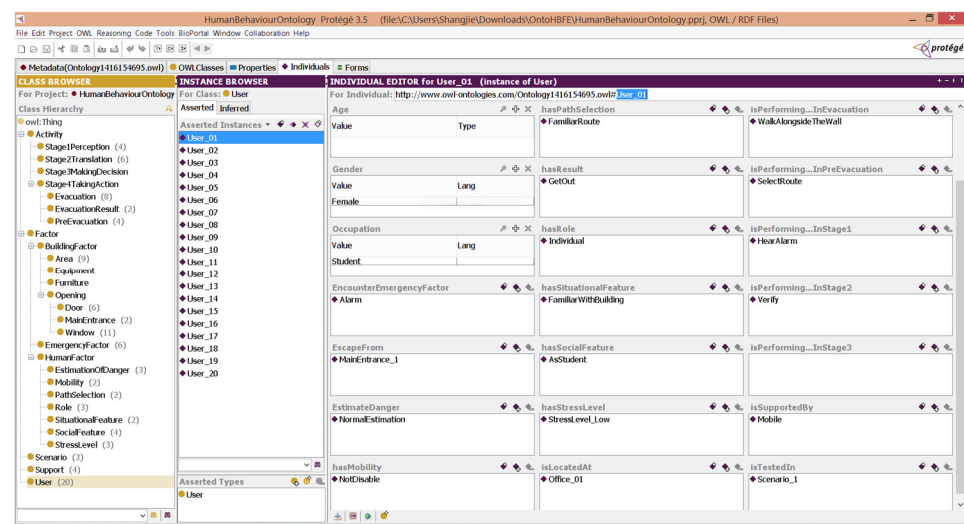 HumanBehaviourOntology Protégé 3.5 (file:\C:\Users\Shangjie\Downloads\OntoHBFE\HumanBehaviourOntology.pprj, OWL / RDF Files)
File Edit Project OWL Reasoning Code Tools BioPortal Window Collaboration Help
protégé
Metadata(Ontology1416154695.owl) OWLClasses Properties Individuals Forms
CLASS BROWSER
For Project: HumanBehaviourOntology
Class Hierarchy
owl:Thing
Activity
Stage1Perception (4)
Stage2Translation (6)
Stage3MakingDecision
Stage4TakingAction
Evacuation (8)
EvacuationResult (2)
PreEvacuation (4)
Factor
BuildingFactor
Area (9)
Equipment
Furniture
Opening
Door (6)
MainEntrance (2)
Window (11)
EmergencyFactor (6)
HumanFactor
EstimationOfDanger (3)
Mobility (2)
PathSelection (2)
Role (3)
SituationalFeature (2)
SocialFeature (4)
StressLevel (3)
Scenario (3)
Support (4)
User (20)
INSTANCE BROWSER
For Class: User
Asserted Inferred
Asserted Instances
User_01
User_02
User_03
User_04
User_05
User_06
User_07
User_08
User_09
User_10
User_11
User_12
User_13
User_14
User_15
User_16
User_17
User_18
User_19
User_20
Asserted Types
User
INDIVIDUAL EDITOR for User_01 (instance of User)
For Individual: http://www.owl-ontologies.com/Ontology1416154695.owl#User_01
Age
Value Type
Gender
Value Lang
Female
Occupation
Value Lang
Student
EncounterEmergencyFactor
Alarm
EscapeFrom
MainEntrance_1
EstimateDanger
NormalEstimation
hasMobility
NotDisable
hasPathSelection
FamiliarRoute
hasResult
GetOut
hasRole
Individual
hasSituationalFeature
FamiliarWithBuilding
hasSocialFeature
AsStudent
hasStressLevel
StressLevel_Low
isLocatedAt
Office_01
isPerforming...InEvacuation
WalkAlongsideTheWall
isPerforming...InPreEvacuation
SelectRoute
isPerforming...InStage1
HearAlarm
isPerforming...InStage2
Verify
isPerforming...InStage3
isSupportedBy
Mobile
isTestedIn
Scenario_1